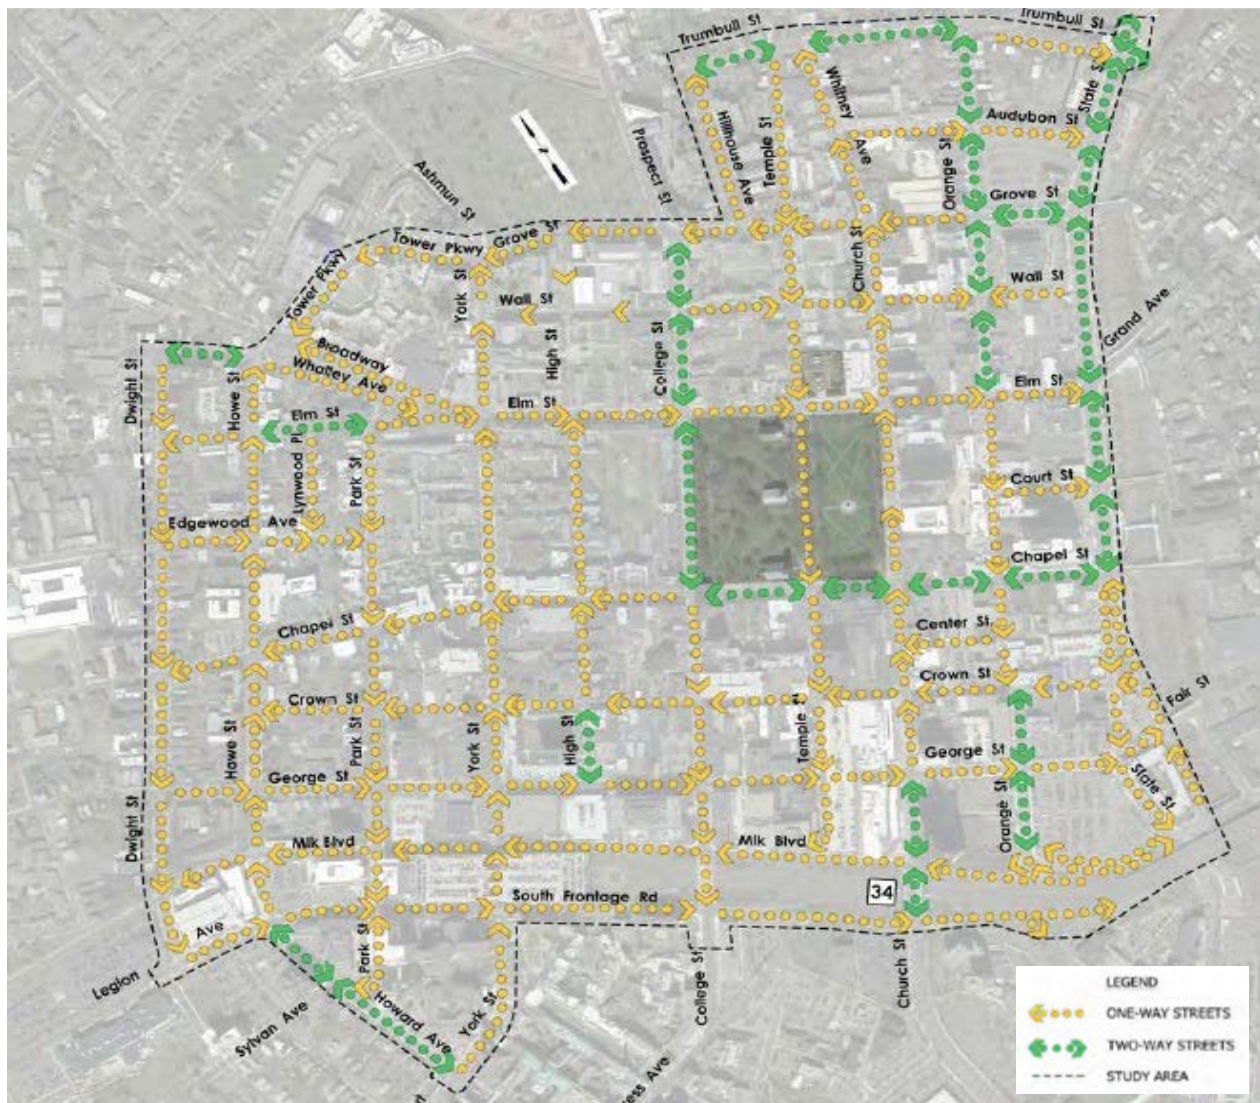 Trumbull St
Trumbull St
Whitney
Ave
State St
Audubon St
Hillhouse Ave
Temple St
Prospect St
Orange St
Ashmun St
Grove St
Grove St
Tower Pkwy
Tower Pkwy
York St
Church St
Wall St
Wall St
Grand Ave
Broadway
Whalley Ave
High St
College St
Dwight St
Howe St
Elm St
Elm St
Elm St
Lynwood Pl
Park St
Court St
Edgewood Ave
Chapel St
Chapel St
Center St
Crown St
Crown St
Fair St
Howe St
Park St
York St
High St
Temple St
George St
George St
State St
Dwight St
Mlk Blvd
Mlk Blvd
Orange St
South Frontage Rd
34
Ave
Legion
Park St
College St
Church St
Howard Ave
York St
Sylvan Ave
ess Ave
LEGEND
ONE-WAY STREETS
TWO-WAY STREETS
STUDY AREA